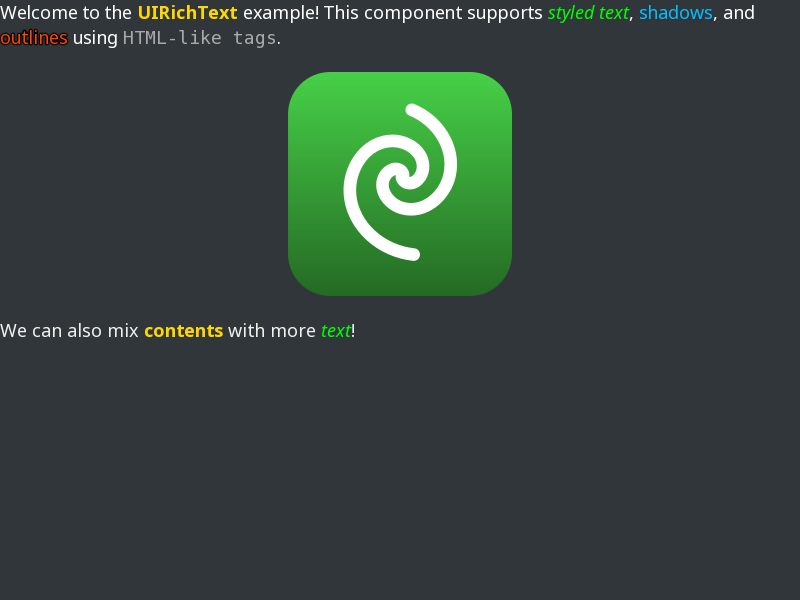 Welcome to the UIRichText example! This component supports styled text, shadows, and
outlines using HTML-like tags.
We can also mix contents with more text!